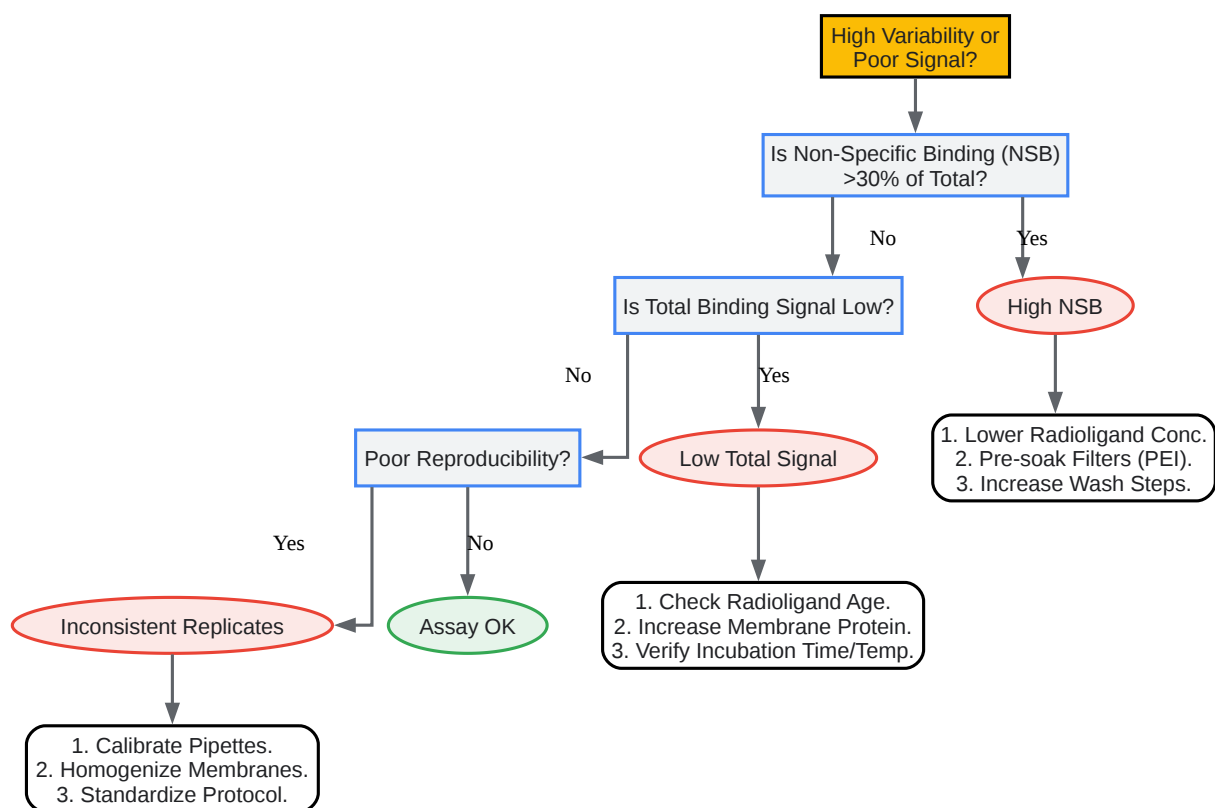 High Variability or
Poor Signal?
Is Non-Specific Binding (NSB)
>30% of Total?
No
Yes
Is Total Binding Signal Low?
High NSB
No
Yes
1. Lower Radioligand Conc.
2. Pre-soak Filters (PEI).
3. Increase Wash Steps.
Poor Reproducibility?
Low Total Signal
Yes
No
Inconsistent Replicates
Assay OK
1. Check Radioligand Age.
2. Increase Membrane Protein.
3. Verify Incubation Time/Temp.
1. Calibrate Pipettes.
2. Homogenize Membranes.
3. Standardize Protocol.